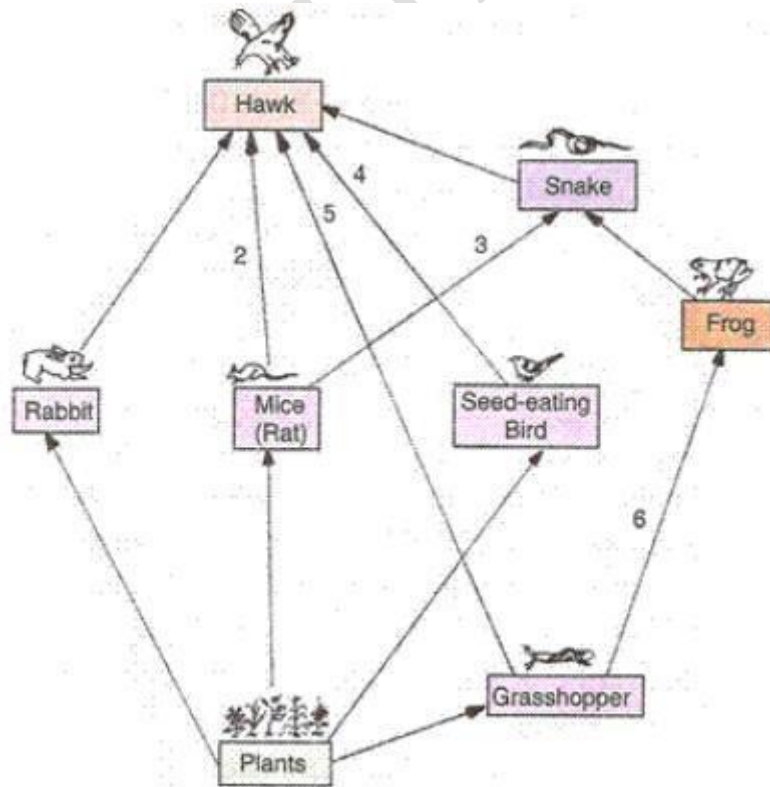 Hawk
4
Snake
5
2
3
Frog
Rabbit
Mice
(Rat)
Seed-eating
Bird
6
Grasshopper
Plants